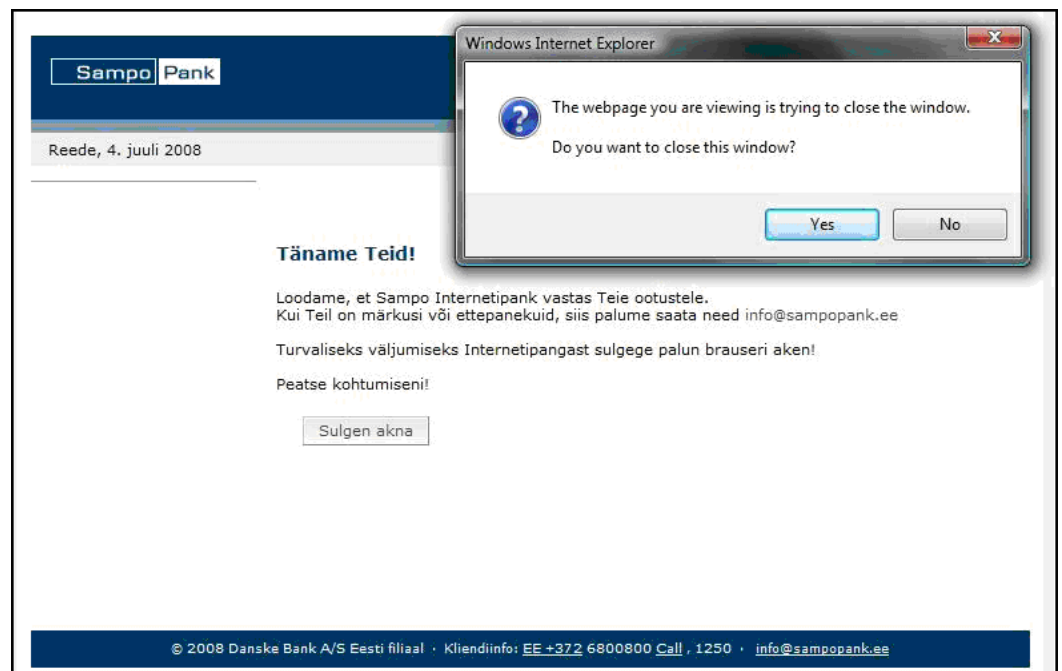 Sampo Pank
Windows Internet Explorer
The webpage you are viewing is trying to close the window.
Do you want to close this window?
Yes No
Reede, 4. juuli 2008
Täname Teid!
Loodame, et Sampo Internetipank vastas Teie ootustele.
Kui Teil on märkusi või ettepanekuid, siis palume saata need info@sampopank.ee
Turvaliseks väljumiseks Internetipangast sulgege palun brauseri aken!
Peatse kohtumiseni!
Sulgen akna
© 2008 Danske Bank A/S Eesti filiaal · Kliendiinfo: EE +372 6800800 Call , 1250 · info@sampopank.ee